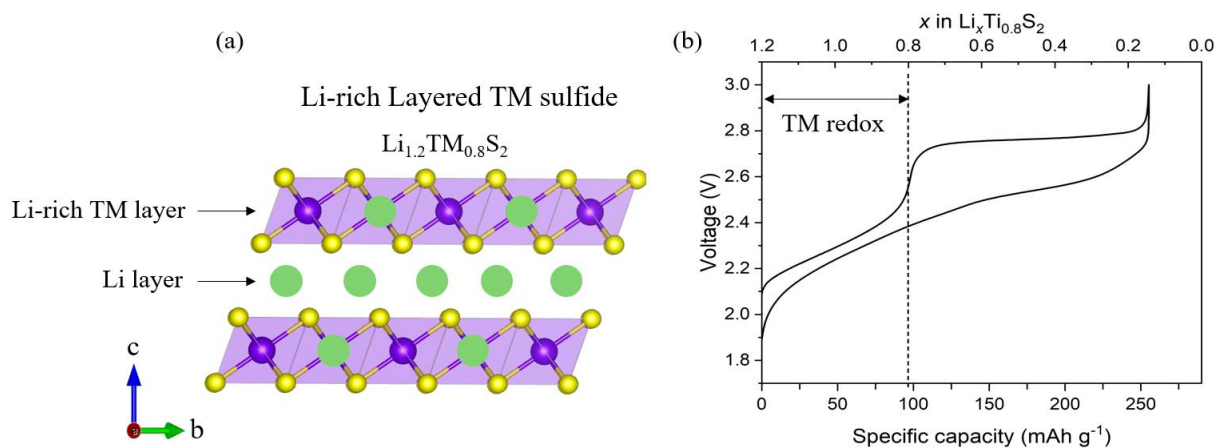 (a)
Li-rich Layered TM sulfide
Li₁.₂TM₀.₈S₂
Li-rich TM layer
Li layer
c
a
b
(b)
x in LiₓTi₀.₈S₂
1.2 1.0 0.8 0.6 0.4 0.2 0.0
TM redox
Voltage (V)
3.0
2.8
2.6
2.4
2.2
2.0
1.8
0 50 100 150 200 250
Specific capacity (mAh g⁻¹)